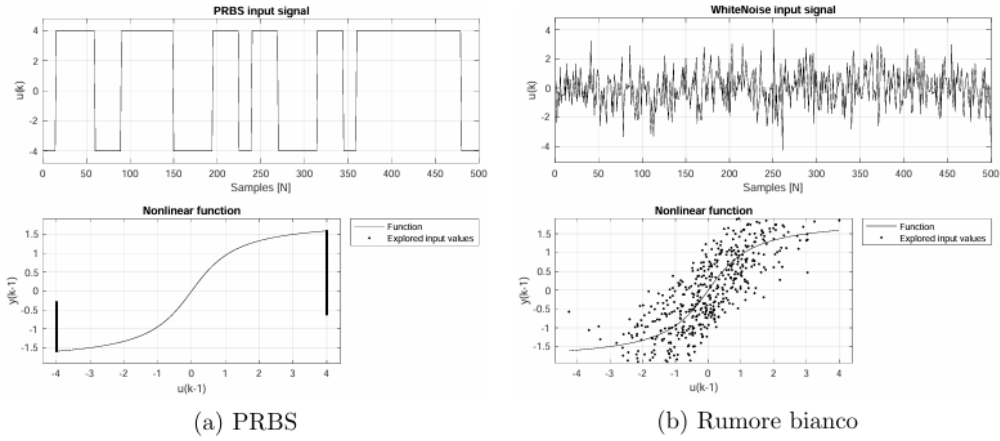 PRBS input signal
4
2
0
-2
-4
u(k)
0 50 100 150 200 250 300 350 400 450 500
Samples [N]
Nonlinear function
1.5
1
0.5
0
-0.5
-1
-1.5
y(k-1)
-4 -3 -2 -1 0 1 2 3 4
u(k-1)
Function
Explored input values
(a) PRBS
WhiteNoise input signal
4
2
0
-2
-4
u(k)
0 50 100 150 200 250 300 350 400 450 500
Samples [N]
Nonlinear function
1.5
1
0.5
0
-0.5
-1
-1.5
y(k-1)
-4 -3 -2 -1 0 1 2 3 4
u(k-1)
Function
Explored input values
(b) Rumore bianco